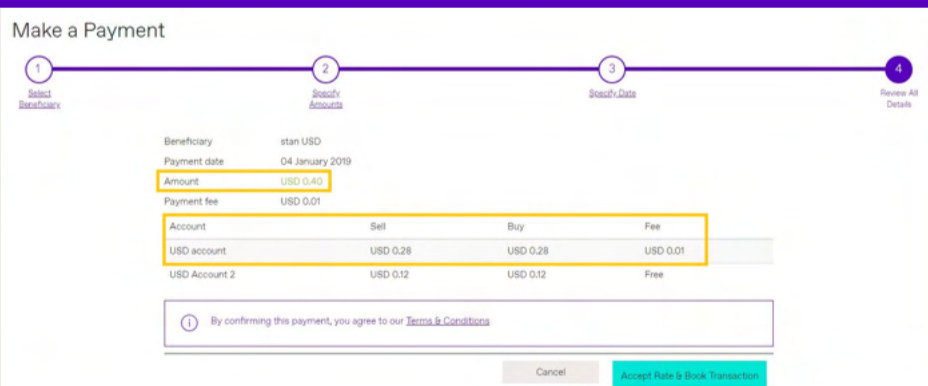 Make a Payment
1 2 3 4
Select Beneficiary
Specify Amounts
Specify Date
Review All Details
Beneficiary stan USD
Payment date 04 January 2019
Amount USD 0.40
Payment fee USD 0.01
Account Sell Buy Fee
USD account USD 0.28 USD 0.28 USD 0.01
USD Account 2 USD 0.12 USD 0.12 Free
By confirming this payment, you agree to our Terms & Conditions
Cancel Accept Rate & Book Transaction